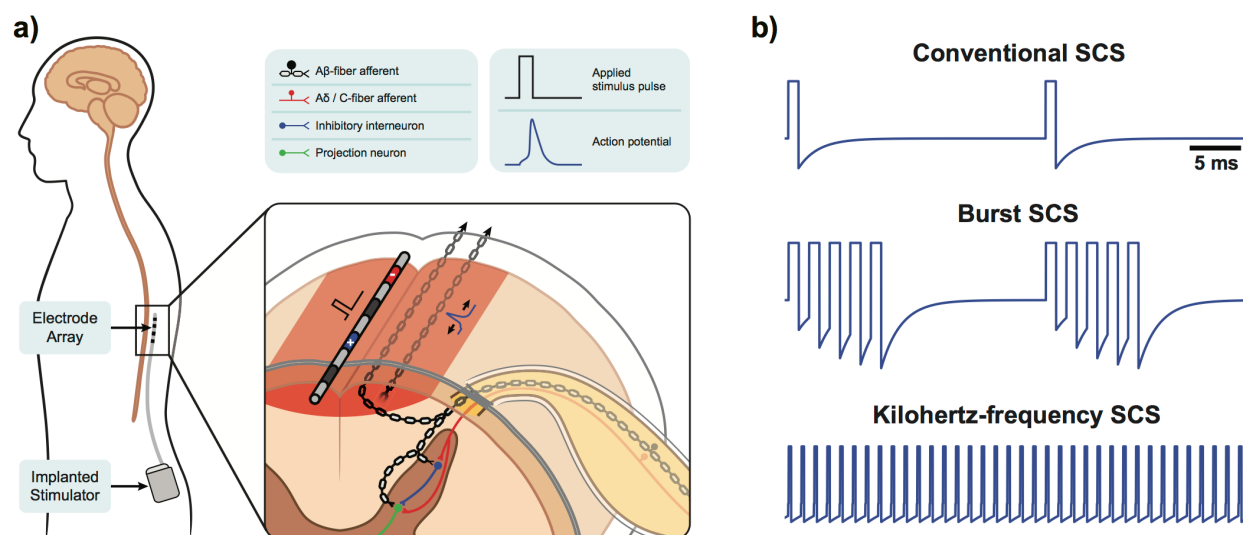 a)
Aβ-fiber afferent
Aδ / C-fiber afferent
Inhibitory interneuron
Projection neuron
Applied
stimulus pulse
Action potential
Electrode
Array
Implanted
Stimulator
-
+
b)
Conventional SCS
5 ms
Burst SCS
Kilohertz-frequency SCS